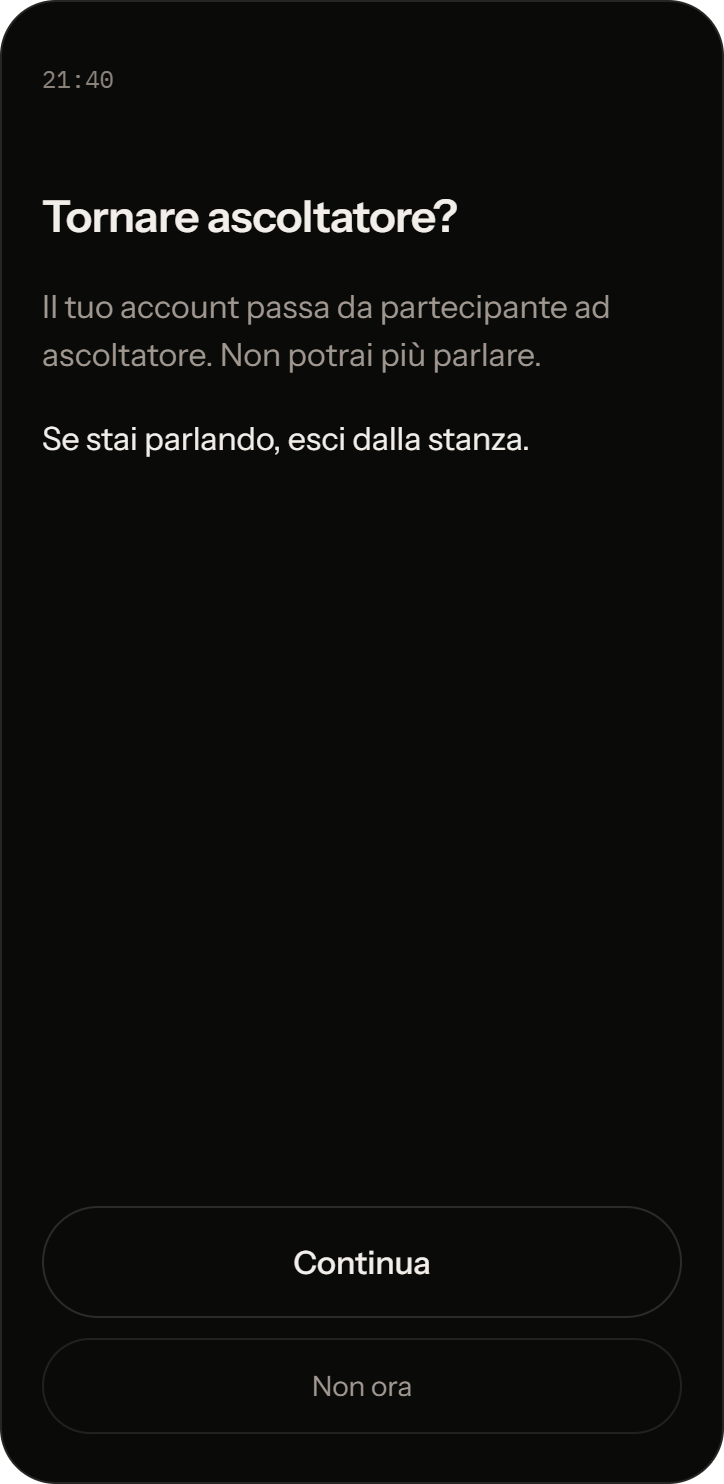 21:40
Tornare ascoltatore?
Il tuo account passa da partecipante ad
ascoltatore. Non potrai più parlare.
Se stai parlando, esci dalla stanza.
Continua
Non ora